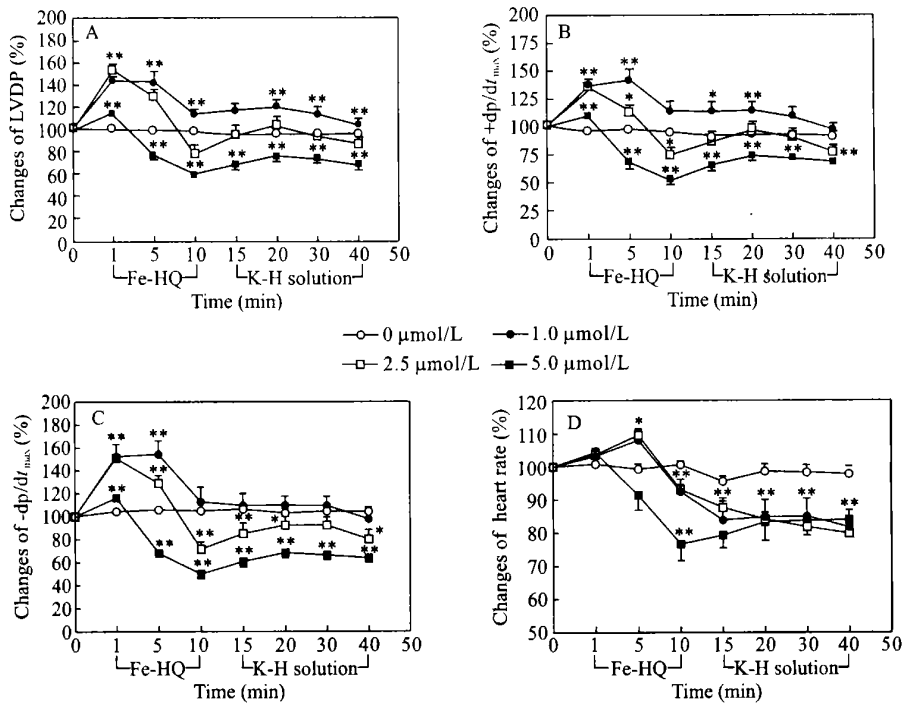 A
Changes of LVDP (%)
200
180
160
140
120
100
80
60
40
20
0
** ** ** ** ** ** ** ** ** ** ** ** **
0 1 5 10 15 20 30 40 50
Fe-HQ K-H solution
Time (min)
B
Changes of +dp/dt max (%)
200
175
150
125
100
75
50
25
0
** ** * ** ** * * ** ** ** ** ** ** **
0 1 5 10 15 20 30 40 50
Fe-HQ K-H solution
Time (min)
0 μmol/L 1.0 μmol/L
2.5 μmol/L 5.0 μmol/L
C
Changes of -dp/dt max (%)
200
180
160
140
120
100
80
60
40
20
0
** ** ** ** ** ** ** ** * ** ** * **
0 1 5 10 15 20 30 40 50
Fe-HQ K-H solution
Time (min)
D
Changes of heart rate (%)
120
110
100
90
80
70
60
50
* ** ** ** ** ** **
0 1 5 10 15 20 30 40 50
Fe-HQ K-H solution
Time (min)